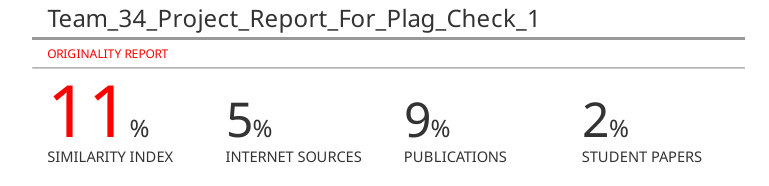 Team_34_Project_Report_For_Plag_Check_1
ORIGINALITY REPORT
11% 5% 9% 2%
SIMILARITY INDEX INTERNET SOURCES PUBLICATIONS STUDENT PAPERS